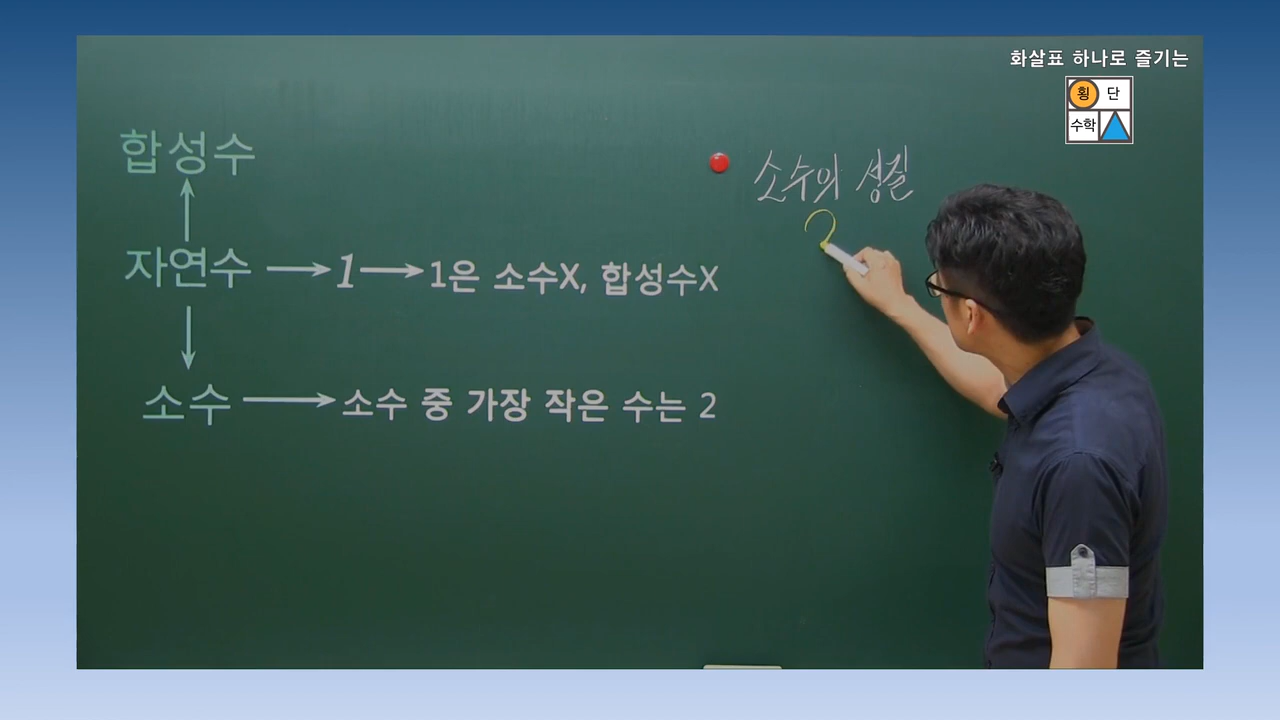 화살표 하나로 즐기는
횡 단
수학
합성수
자연수 → 1 → 1은 소수X, 합성수X
소수 → 소수 중 가장 작은 수는 2
소수의 성질
2